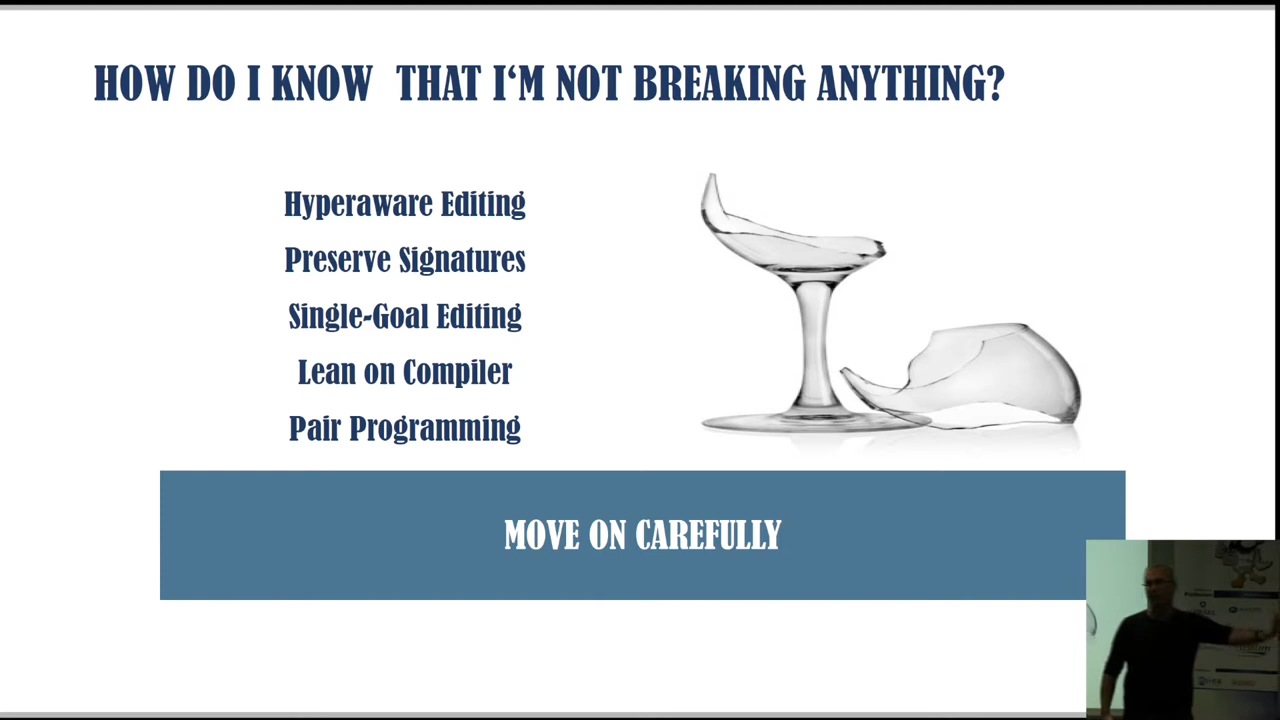 HOW DO I KNOW THAT I‘M NOT BREAKING ANYTHING?
Hyperaware Editing
Preserve Signatures
Single-Goal Editing
Lean on Compiler
Pair Programming
MOVE ON CAREFULLY